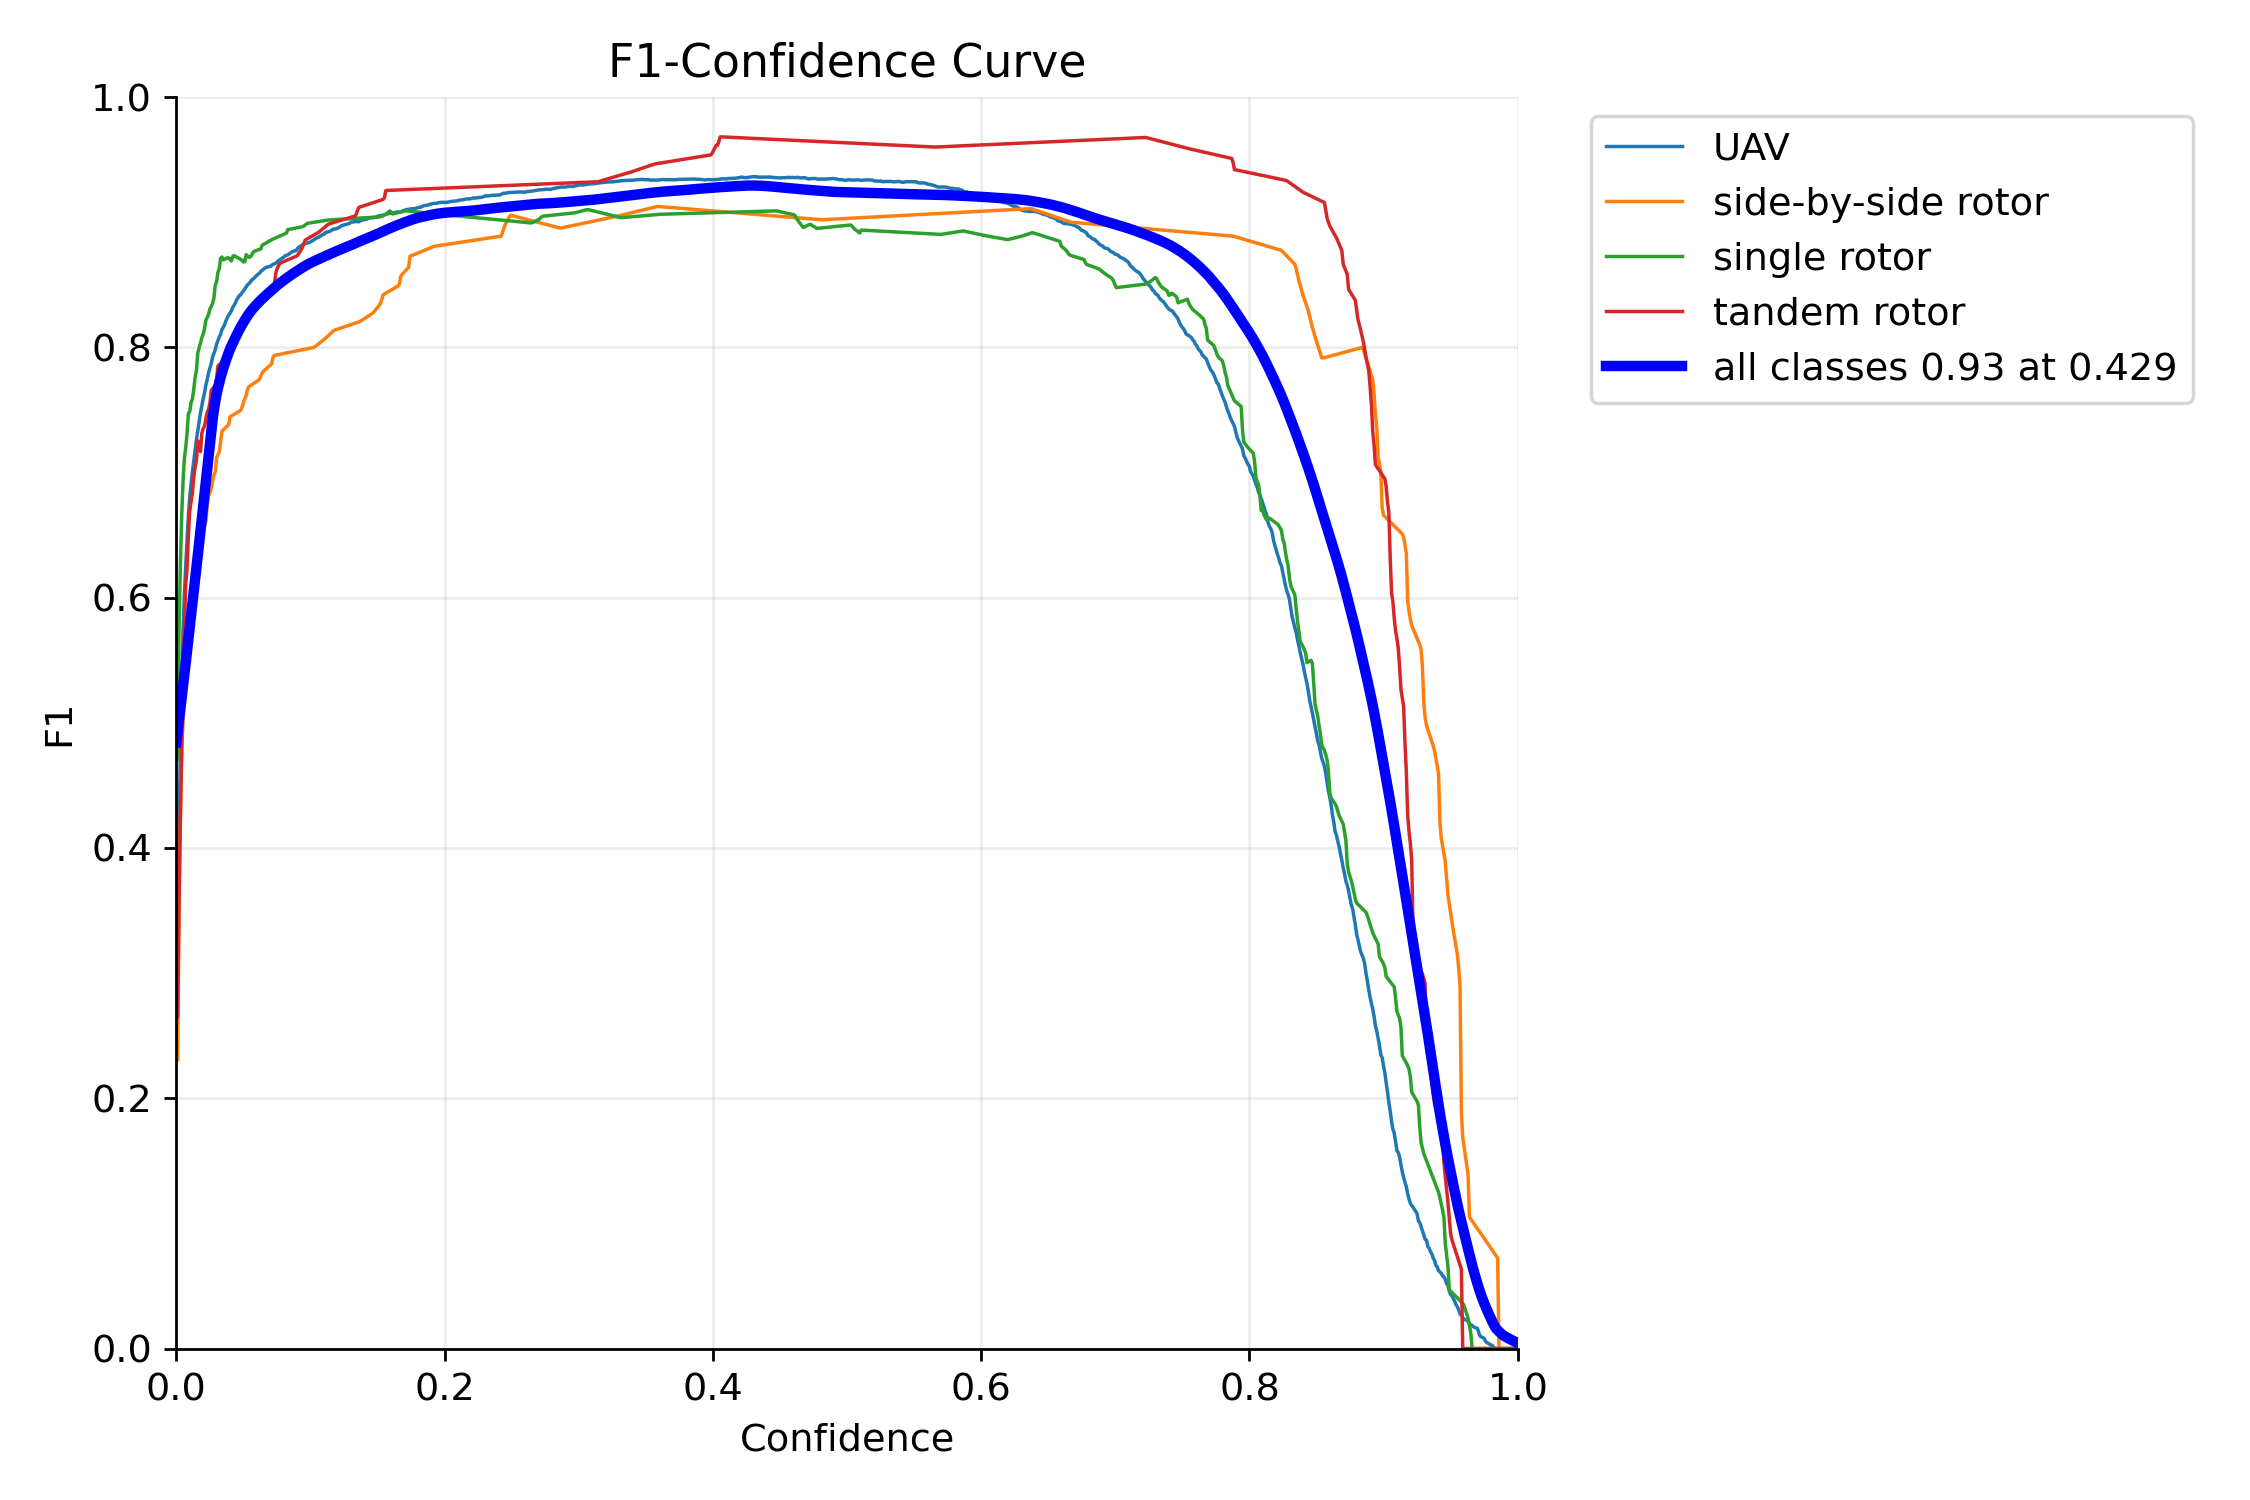 F1-Confidence Curve
1.0
0.8
0.6
0.4
0.2
0.0
F1
0.0 0.2 0.4 0.6 0.8 1.0
Confidence
UAV
side-by-side rotor
single rotor
tandem rotor
all classes 0.93 at 0.429